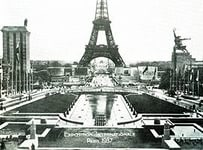 EXPOSITION INTERNATIONALE
Paris 1937